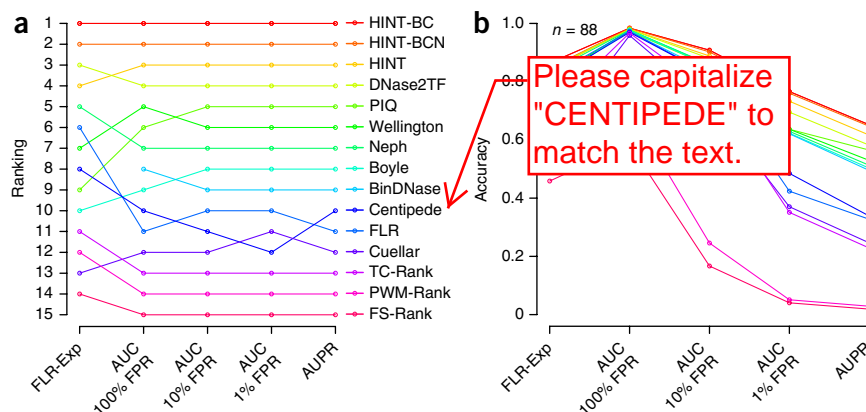 a
Ranking
1
2
3
4
5
6
7
8
9
10
11
12
13
14
15
HINT-BC
HINT-BCN
HINT
DNase2TF
PIQ
Wellington
Neph
Boyle
BinDNase
Centipede
FLR
Cuellar
TC-Rank
PWM-Rank
FS-Rank
FLR-Exp
AUC
100% FPR
AUC
10% FPR
AUC
1% FPR
AUPR
b
n = 88
Accuracy
1.0
0.8
0.6
0.4
0.2
0
Please capitalize
"CENTIPEDE" to
match the text.
FLR-Exp
AUC
100% FPR
AUC
10% FPR
AUC
1% FPR
AUPR